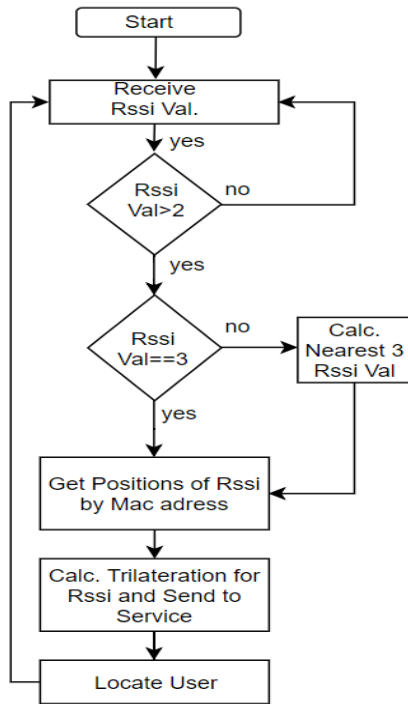 Start
Receive
Rssi Val.
yes
Rssi
Val>2
no
yes
Rssi
Val==3
no
Calc.
Nearest 3
Rssi Val
yes
Get Positions of Rssi
by Mac adress
Calc. Trilateration for
Rssi and Send to
Service
Locate User